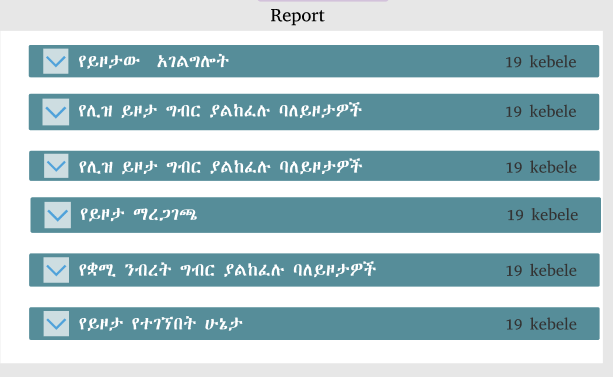 Report
የይዞታው አገልግሎት 19 kebele
የሊዝ ይዞታ ግብር ያልከፈሉ ባለይዞታዎች 19 kebele
የሊዝ ይዞታ ግብር ያልከፈሉ ባለይዞታዎች 19 kebele
የይዞታ ማረጋገጫ 19 kebele
የቋሚ ንብረት ግብር ያልከፈሉ ባለይዞታዎች 19 kebele
የይዞታ የተገኘበት ሁኔታ 19 kebele